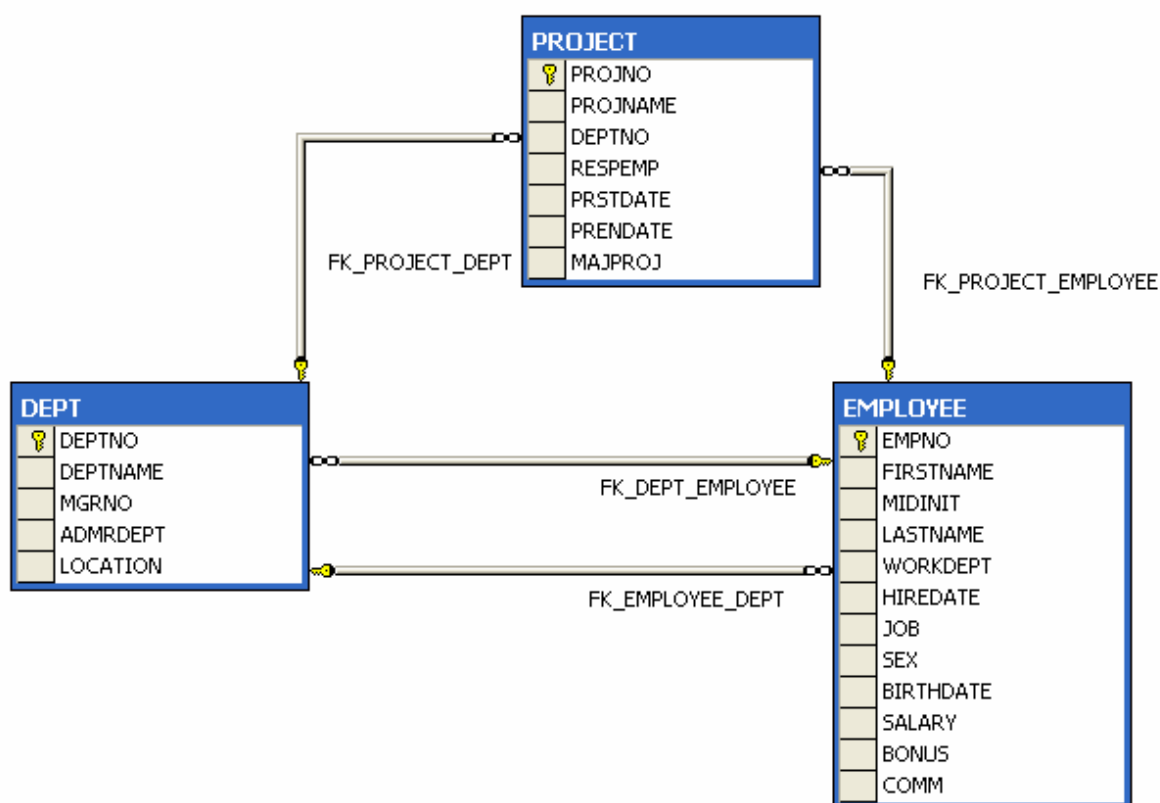 PROJECT
PROJNO
PROJNAME
DEPTNO
RESPEMP
PRSTDATE
PRENDATE
MAJPROJ
FK_PROJECT_DEPT
FK_PROJECT_EMPLOYEE
DEPT
DEPTNO
DEPTNAME
MGRNO
ADMRDEPT
LOCATION
FK_DEPT_EMPLOYEE
FK_EMPLOYEE_DEPT
EMPLOYEE
EMPNO
FIRSTNAME
MIDINIT
LASTNAME
WORKDEPT
HIREDATE
JOB
SEX
BIRTHDATE
SALARY
BONUS
COMM